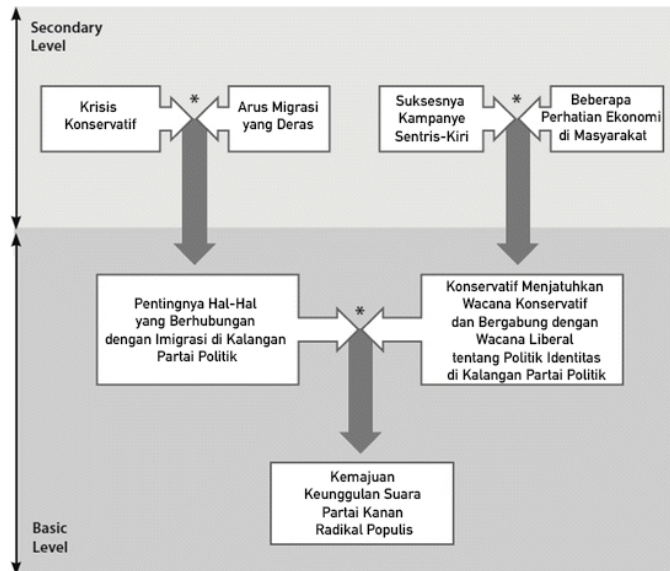 Secondary
Level
Krisis
Konservatif
*
Arus Migrasi
yang Deras
Suksesnya
Kampanye
Sentris-Kiri
*
Beberapa
Perhatian Ekonomi
di Masyarakat
Pentingnya Hal-Hal
yang Berhubungan
dengan Imigrasi di Kalangan
Partai Politik
*
Konservatif Menjatuhkan
Wacana Konservatif
dan Bergabung dengan
Wacana Liberal
tentang Politik Identitas
di Kalangan Partai Politik
Kemajuan
Keunggulan Suara
Partai Kanan
Radikal Populis
Basic
Level